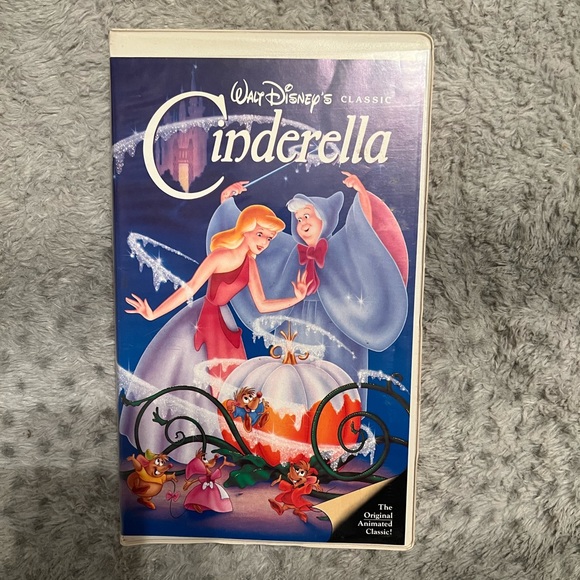 Walt Disney's CLASSIC
Cinderella
The
Original
Animated
Classic!